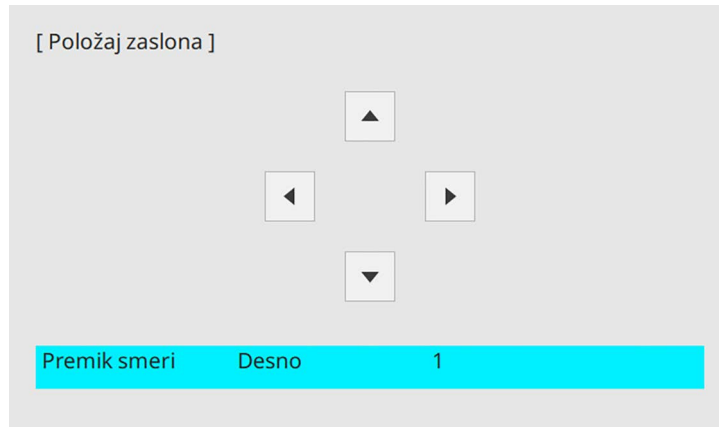 [ Položaj zaslona ]
Premik smeri Desno 1